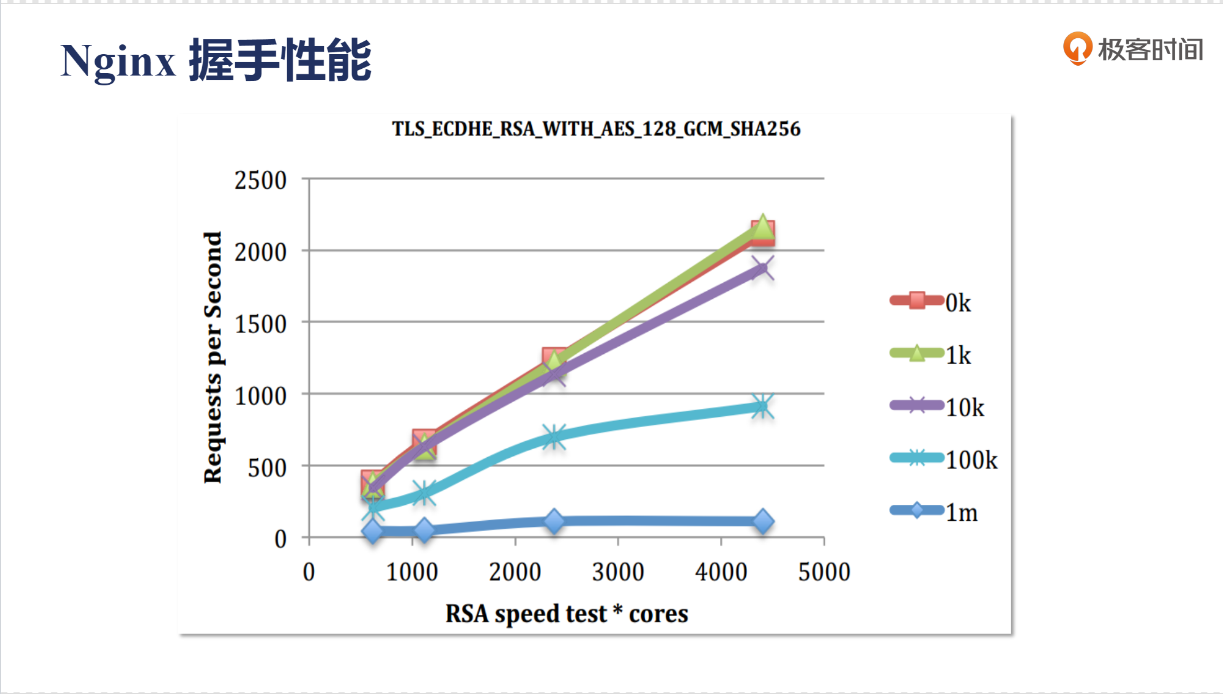 Nginx 握手性能
极客时间
TLS_ECDHE_RSA_WITH_AES_128_GCM_SHA256
Requests per Second
2500
2000
1500
1000
500
0
0 1000 2000 3000 4000 5000
RSA speed test * cores
0k
1k
10k
100k
1m